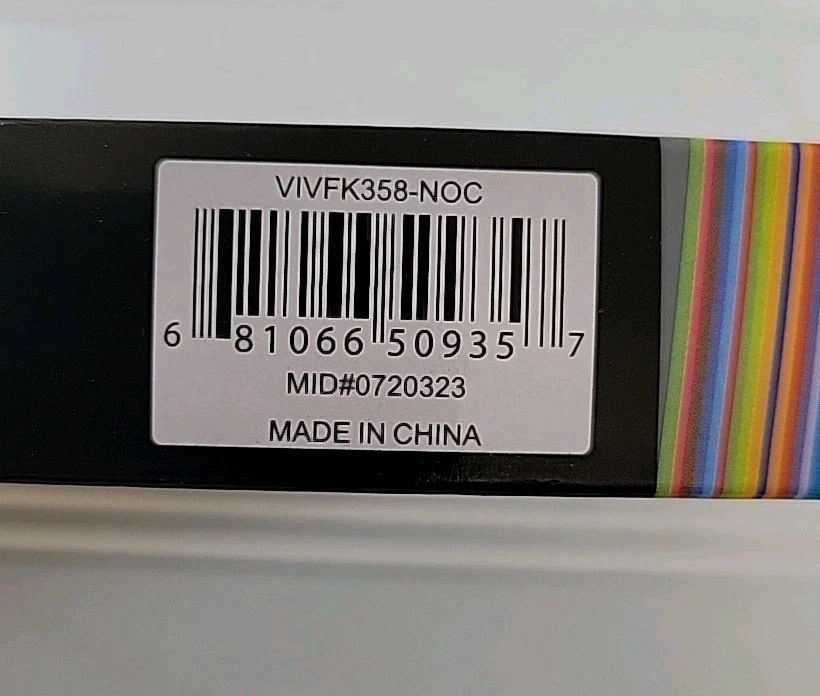 VIVFK358-NOC
6 81066 50935 7
MID#0720323
MADE IN CHINA